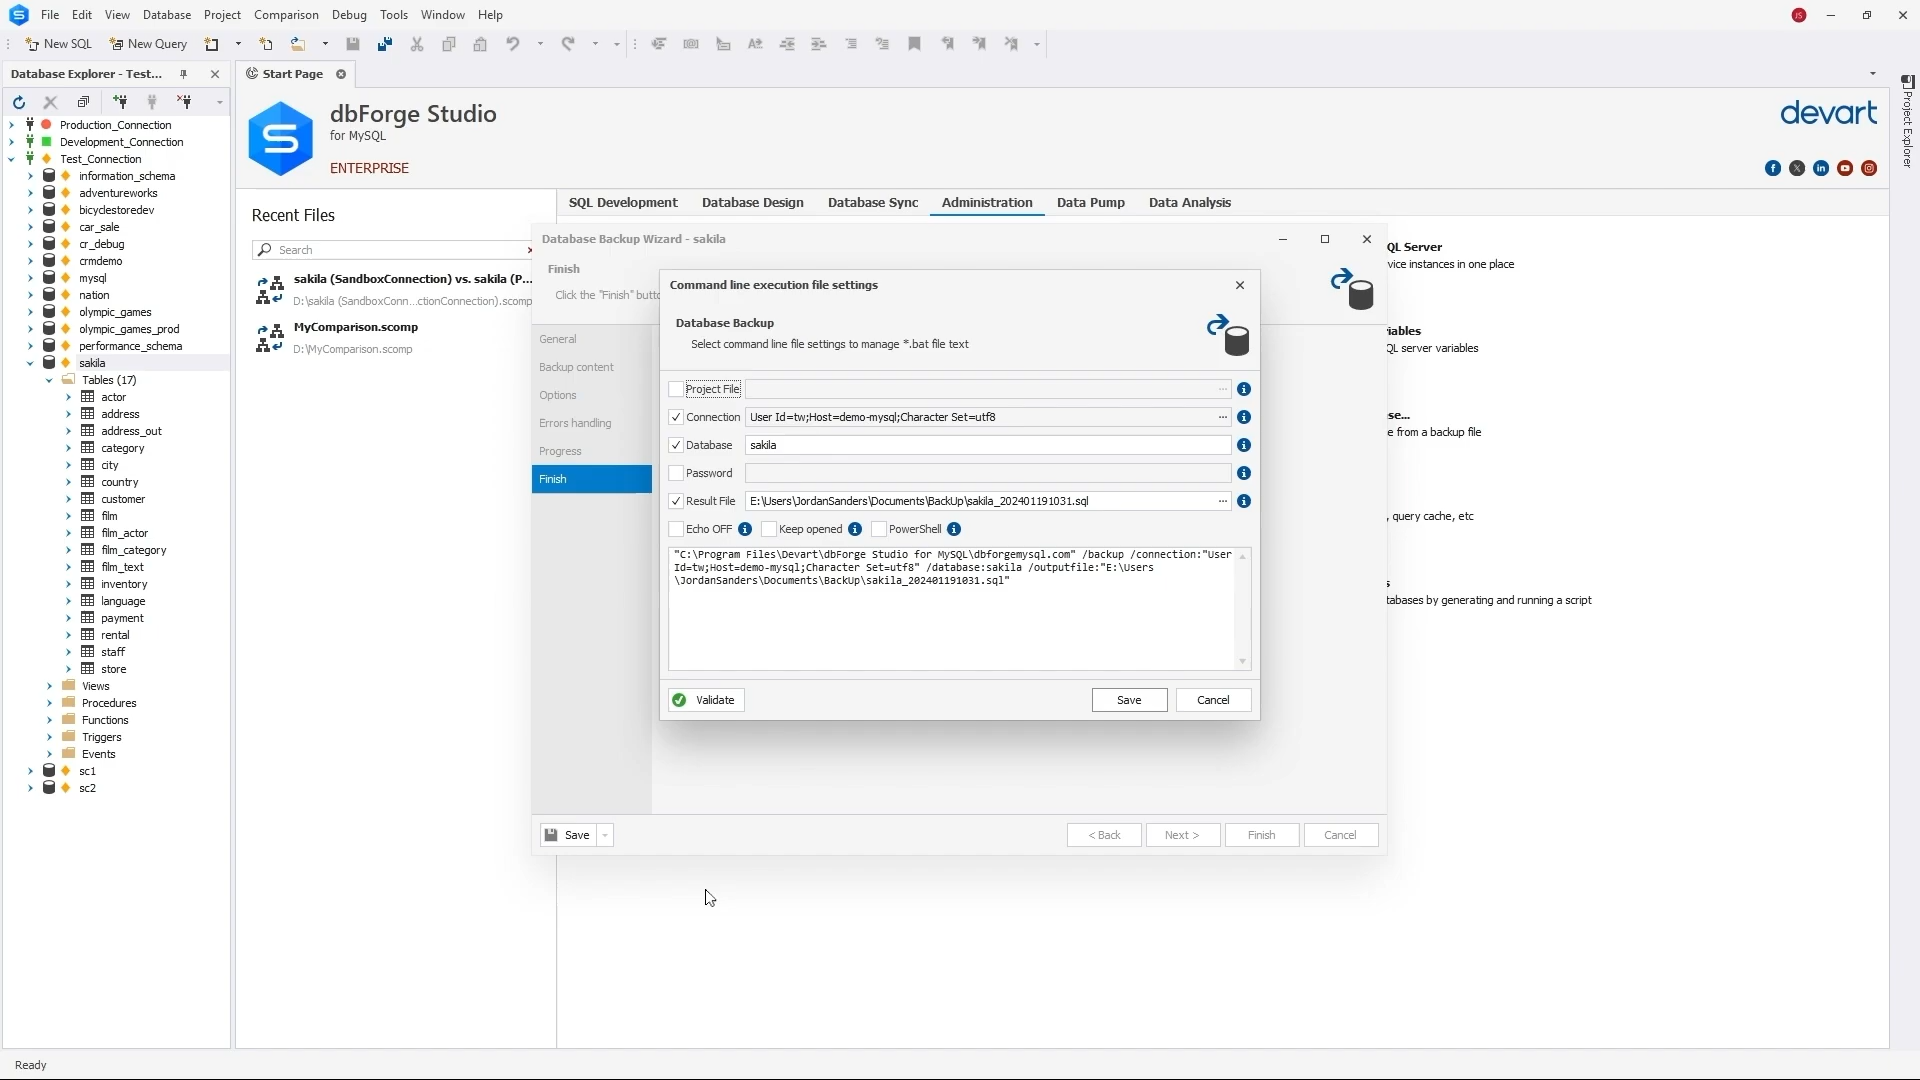 File Edit View Database Project Comparison Debug Tools Window Help
JS
New SQL New Query
Database Explorer - Test...
Start Page
Project Explorer
Production_Connection
Development_Connection
Test_Connection
information_schema
adventureworks
bicyclestoredev
car_sale
cr_debug
crmdemo
mysql
nation
olympic_games
olympic_games_prod
performance_schema
sakila
Tables (17)
actor
address
address_out
category
city
country
customer
film
film_actor
film_category
film_text
inventory
language
payment
rental
staff
store
Views
Procedures
Functions
Triggers
Events
sc1
sc2
dbForge Studio
for MySQL
ENTERPRISE
devart
Recent Files
Search
sakila (SandboxConnection) vs. sakila (P...
D:\sakila (SandboxConn...ctionConnection).scomp
MyComparison.scomp
D:\MyComparison.scomp
SQL Development Database Design Database Sync Administration Data Pump Data Analysis
QL Server
vice instances in one place
iables
QL server variables
se...
e from a backup file
, query cache, etc
s
tabases by generating and running a script
Database Backup Wizard - sakila
Finish
Click the "Finish" butto
General
Backup content
Options
Errors handling
Progress
Finish
Command line execution file settings
Database Backup
Select command line file settings to manage *.bat file text
Project File
Connection User Id=tw;Host=demo-mysql;Character Set=utf8
Database sakila
Password
Result File E:\Users\JordanSanders\Documents\BackUp\sakila_202401191031.sql
Echo OFF Keep opened PowerShell
"C:\Program Files\Devart\dbForge Studio for MySQL\dbforgemysql.com" /backup /connection:"User
Id=tw;Host=demo-mysql;Character Set=utf8" /database:sakila /outputfile:"E:\Users
\JordanSanders\Documents\BackUp\sakila_202401191031.sql"
Validate Save Cancel
Save < Back Next > Finish Cancel
Ready